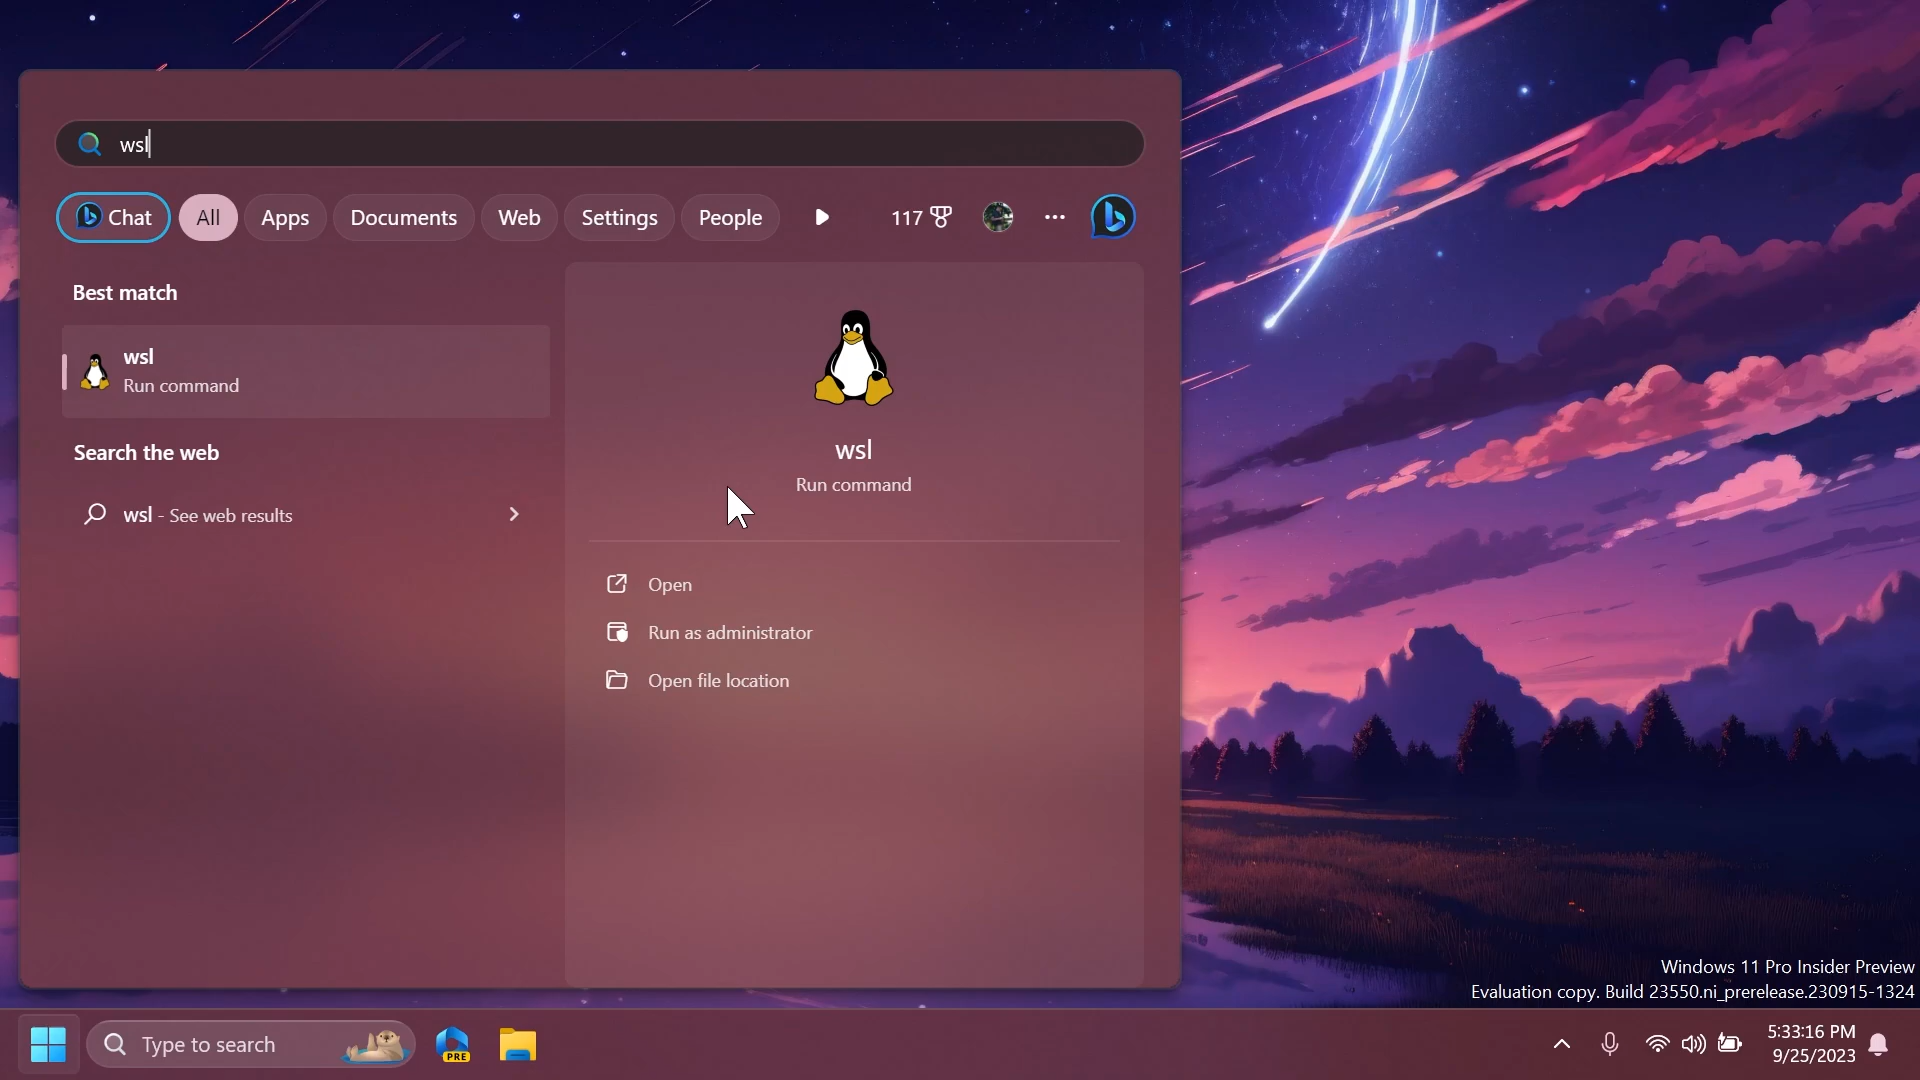 wsl
Chat All Apps Documents Web Settings People 117
Best match
wsl
Run command
Search the web
wsl - See web results
wsl
Run command
Open
Run as administrator
Open file location
Windows 11 Pro Insider Preview
Evaluation copy. Build 23550.ni_prerelease.230915-1324
Type to search
PRE
5:33:16 PM
9/25/2023